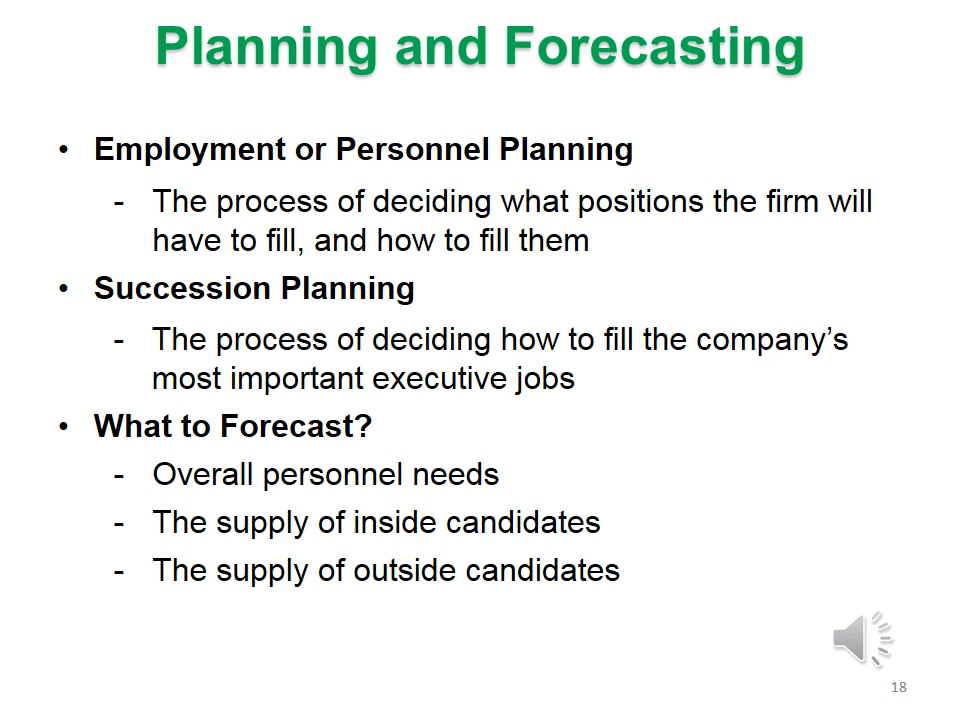 Planning and Forecasting
• Employment or Personnel Planning
- The process of deciding what positions the firm will
have to fill, and how to fill them
• Succession Planning
- The process of deciding how to fill the company’s
most important executive jobs
• What to Forecast?
- Overall personnel needs
- The supply of inside candidates
- The supply of outside candidates
18